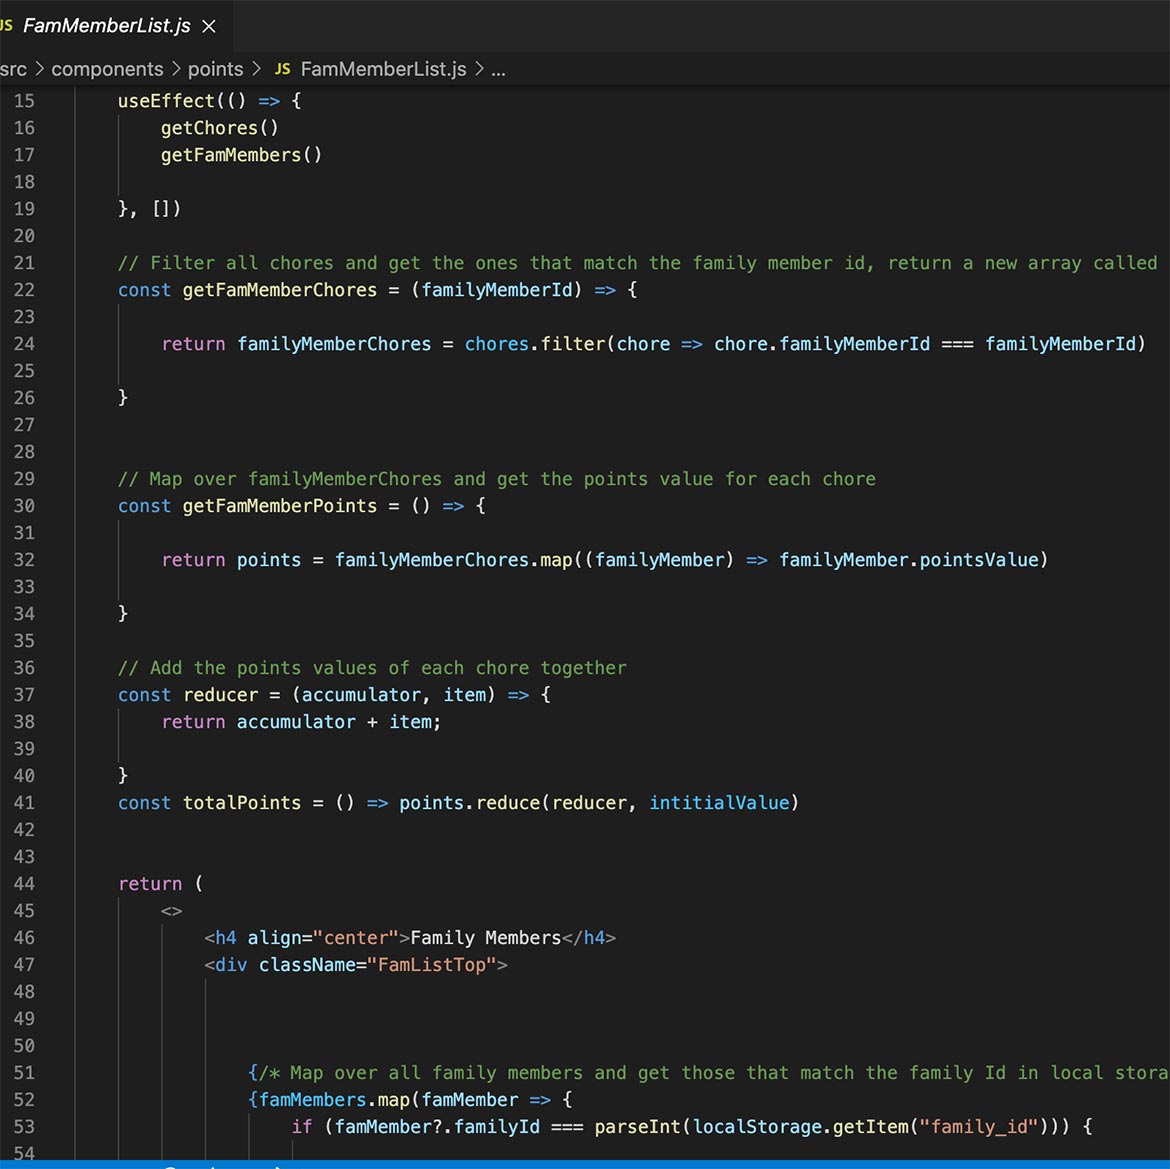 JS FamMemberList.js ×
src > components > points > JS FamMemberList.js > ...
15 useEffect(() => {
16 getChores()
17 getFamMembers()
18
19 }, [])
20
21 // Filter all chores and get the ones that match the family member id, return a new array called
22 const getFamMemberChores = (familyMemberId) => {
23
24 return familyMemberChores = chores.filter(chore => chore.familyMemberId === familyMemberId)
25
26 }
27
28
29 // Map over familyMemberChores and get the points value for each chore
30 const getFamMemberPoints = () => {
31
32 return points = familyMemberChores.map((familyMember) => familyMember.pointsValue)
33
34 }
35
36 // Add the points values of each chore together
37 const reducer = (accumulator, item) => {
38 return accumulator + item;
39
40 }
41 const totalPoints = () => points.reduce(reducer, intitialValue)
42
43
44 return (
45 <>
46 <h4 align="center">Family Members</h4>
47 <div className="FamListTop">
48
49
50
51 {/* Map over all family members and get those that match the family Id in local stora
52 {famMembers.map(famMember => {
53 if (famMember?.familyId === parseInt(localStorage.getItem("family_id"))) {
54